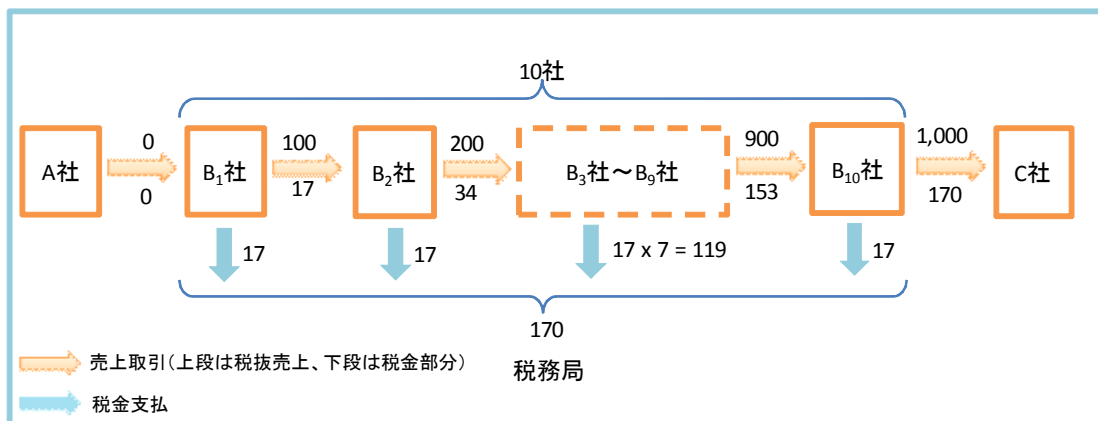 10社
0 100 200 900 1,000
A社 B₁社 B₂社 B₃社～B₉社 B₁₀社 C社
0 17 34 153 170
17 17 17 x 7 = 119 17
170
税務局
売上取引(上段は税抜売上、下段は税金部分)
税金支払